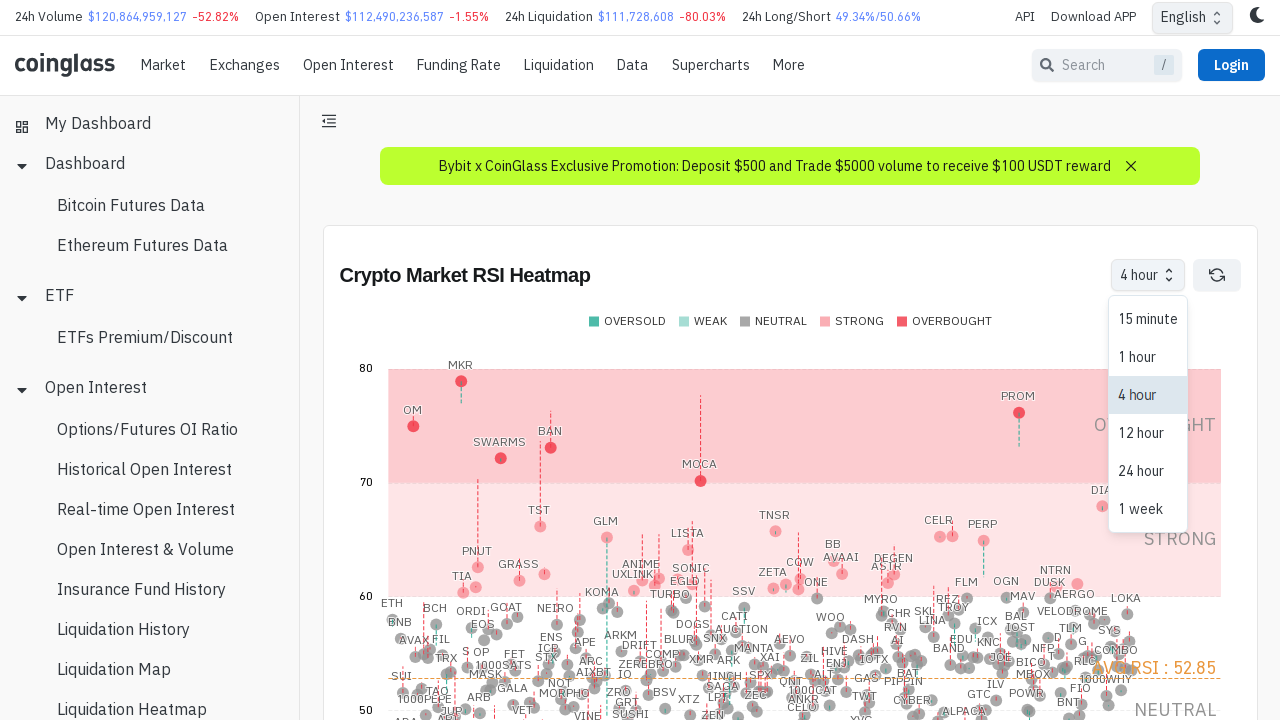 24h Volume $120,864,959,127 -52.82% Open Interest $112,490,236,587 -1.55% 24h Liquidation $111,728,608 -80.03% 24h Long/Short 49.34%/50.66% API Download APP English
coinglass Market Exchanges Open Interest Funding Rate Liquidation Data Supercharts More Search / Login
My Dashboard
Dashboard
Bitcoin Futures Data
Ethereum Futures Data
ETF
ETFs Premium/Discount
Open Interest
Options/Futures OI Ratio
Historical Open Interest
Real-time Open Interest
Open Interest & Volume
Insurance Fund History
Liquidation History
Liquidation Map
Liquidation Heatmap
Bybit x CoinGlass Exclusive Promotion: Deposit $500 and Trade $5000 volume to receive $100 USDT reward
Crypto Market RSI Heatmap
4 hour
15 minute
1 hour
4 hour
12 hour
24 hour
1 week
OVERSOLD WEAK NEUTRAL STRONG OVERBOUGHT
80
MKR
PROM
OM
BAN
SWARMS
MOCA
70
TST
TNSR
GLM
CELR
PERP
LISTA
STRONG
PNUT
BB
AVAAI
GRASS
ANIME
COW
DEGEN
ASTR
TIA
UXLINK
SONIC
ZETA
NTRN
EGLD
ONE
FLM
OGN
DUSK
KOMA
TURBO
SSV
60
ETH
BCH
ORDI
GOAT
NEIRO
MYRO
REZ
MAV
AERGO
LOKA
BNB
EOS
DOGS
CATI
WOO
CHR
SKL
TROY
BAL
VELODROME
AUCTION
RVN
LINA
ICX
IOST
TLM
SYS
AVAX
FIL
ENS
APE
ARKM
BLUR
SNX
AEVO
DASH
AI
EDU
KNC
ICP
DRIFT
MANTA
HIVE
BAND
NFP
COMBO
TRX
S
OP
FET
STX
ARC
COMP
XMR
ARK
XAI
ZIL
ENJ
IOTX
JOE
BICO
1000SATS
AVG RSI : 52.85
SUI
MASK
AIXBT
IO
1INCH
SPX
ALT
GAS
BAT
PIPPIN
MBOX
1000WHY
TAO
GALA
NOT
MORPHO
ZRO
BSV
SAGA
ZEC
1000CAT
TWT
ILV
POWR
FIO
1000PEPE
ARB
GRT
XTZ
ANKR
CYBER
GTC
BNT
VET
VINE
SUSHI
ZEN
CELO
ALPACA
50
NEUTRAL